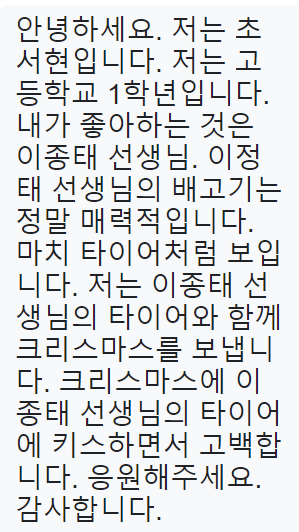 안녕하세요. 저는 초
서현입니다. 저는 고
등학교 1학년입니다.
내가 좋아하는 것은
이종태 선생님. 이정
태 선생님의 배고기는
정말 매력적입니다.
마치 타이어처럼 보입
니다. 저는 이종태 선
생님의 타이어와 함께
크리스마스를 보냅니
다. 크리스마스에 이
종태 선생님의 타이어
에 키스하면서 고백합
니다. 응원해주세요.
감사합니다.